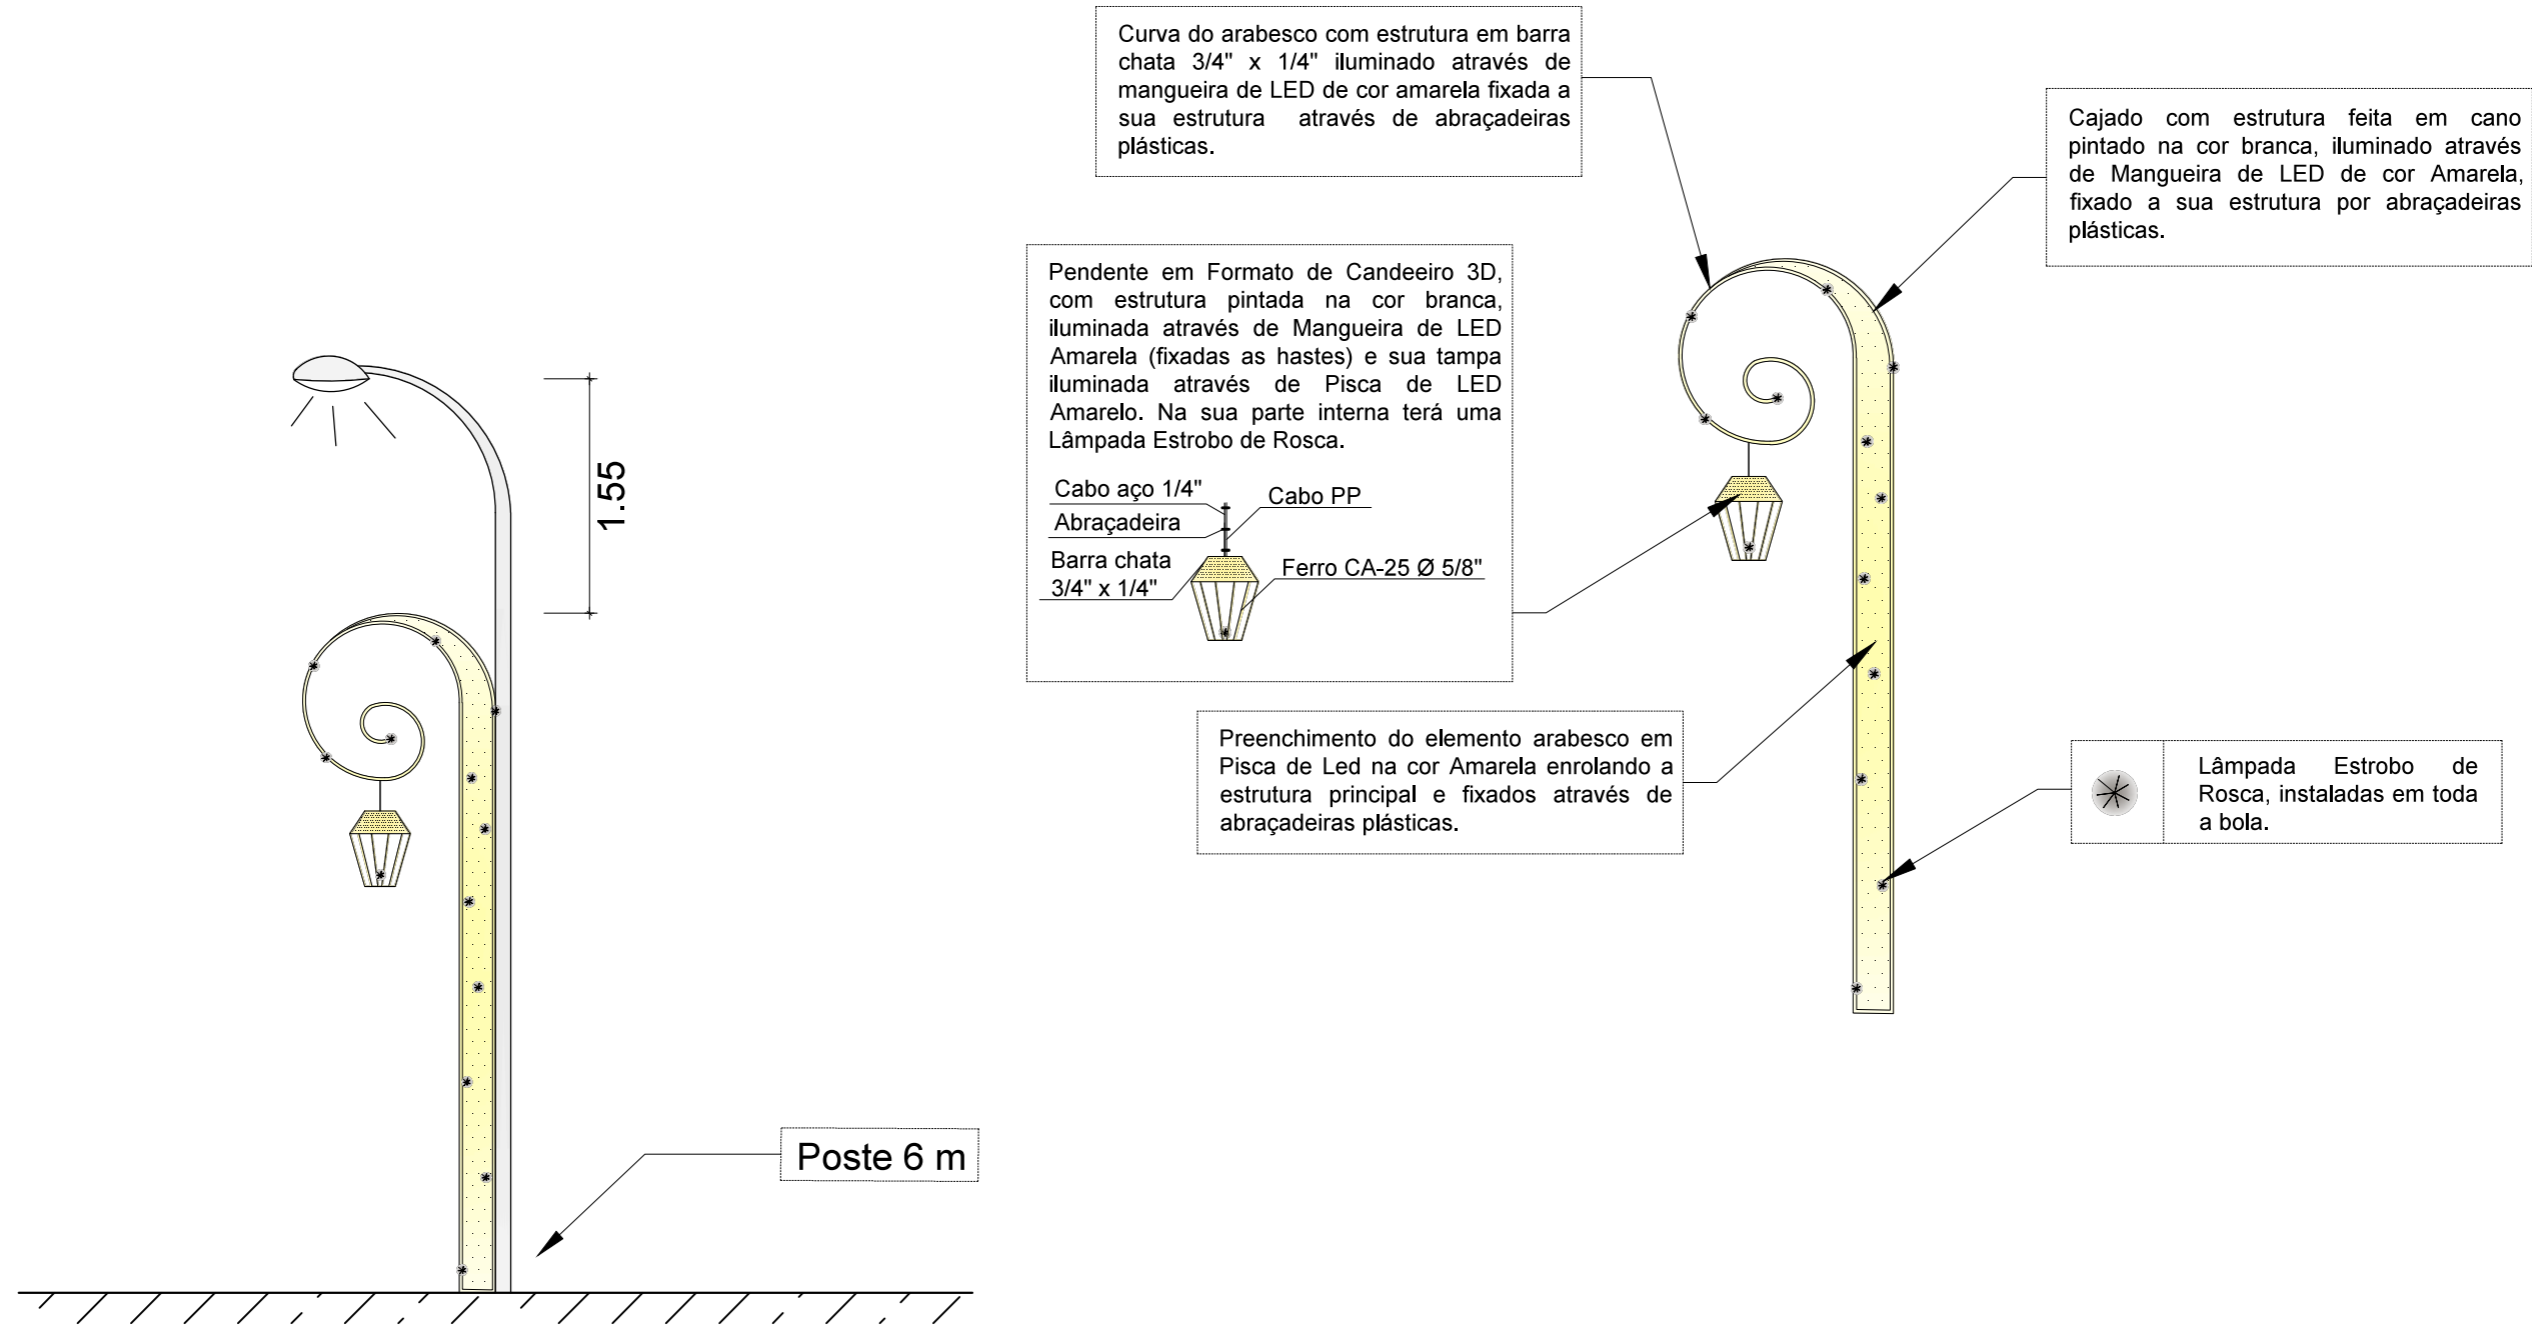 Curva do arabesco com estrutura em barra
chata 3/4" x 1/4" iluminado através de
mangueira de LED de cor amarela fixada a
sua estrutura através de abraçadeiras
plásticas.
Cajado com estrutura feita em cano
pintado na cor branca, iluminado através
de Mangueira de LED de cor Amarela,
fixado a sua estrutura por abraçadeiras
plásticas.
Pendente em Formato de Candeeiro 3D,
com estrutura pintada na cor branca,
iluminada através de Mangueira de LED
Amarela (fixadas as hastes) e sua tampa
iluminada através de Pisca de LED
Amarelo. Na sua parte interna terá uma
Lâmpada Estrobo de Rosca.
Cabo aço 1/4"
Cabo PP
Abraçadeira
Barra chata
3/4" x 1/4"
Ferro CA-25 Ø 5/8"
1.55
Preenchimento do elemento arabesco em
Pisca de Led na cor Amarela enrolando a
estrutura principal e fixados através de
abraçadeiras plásticas.
Lâmpada Estrobo de
Rosca, instaladas em toda
a bola.
Poste 6 m